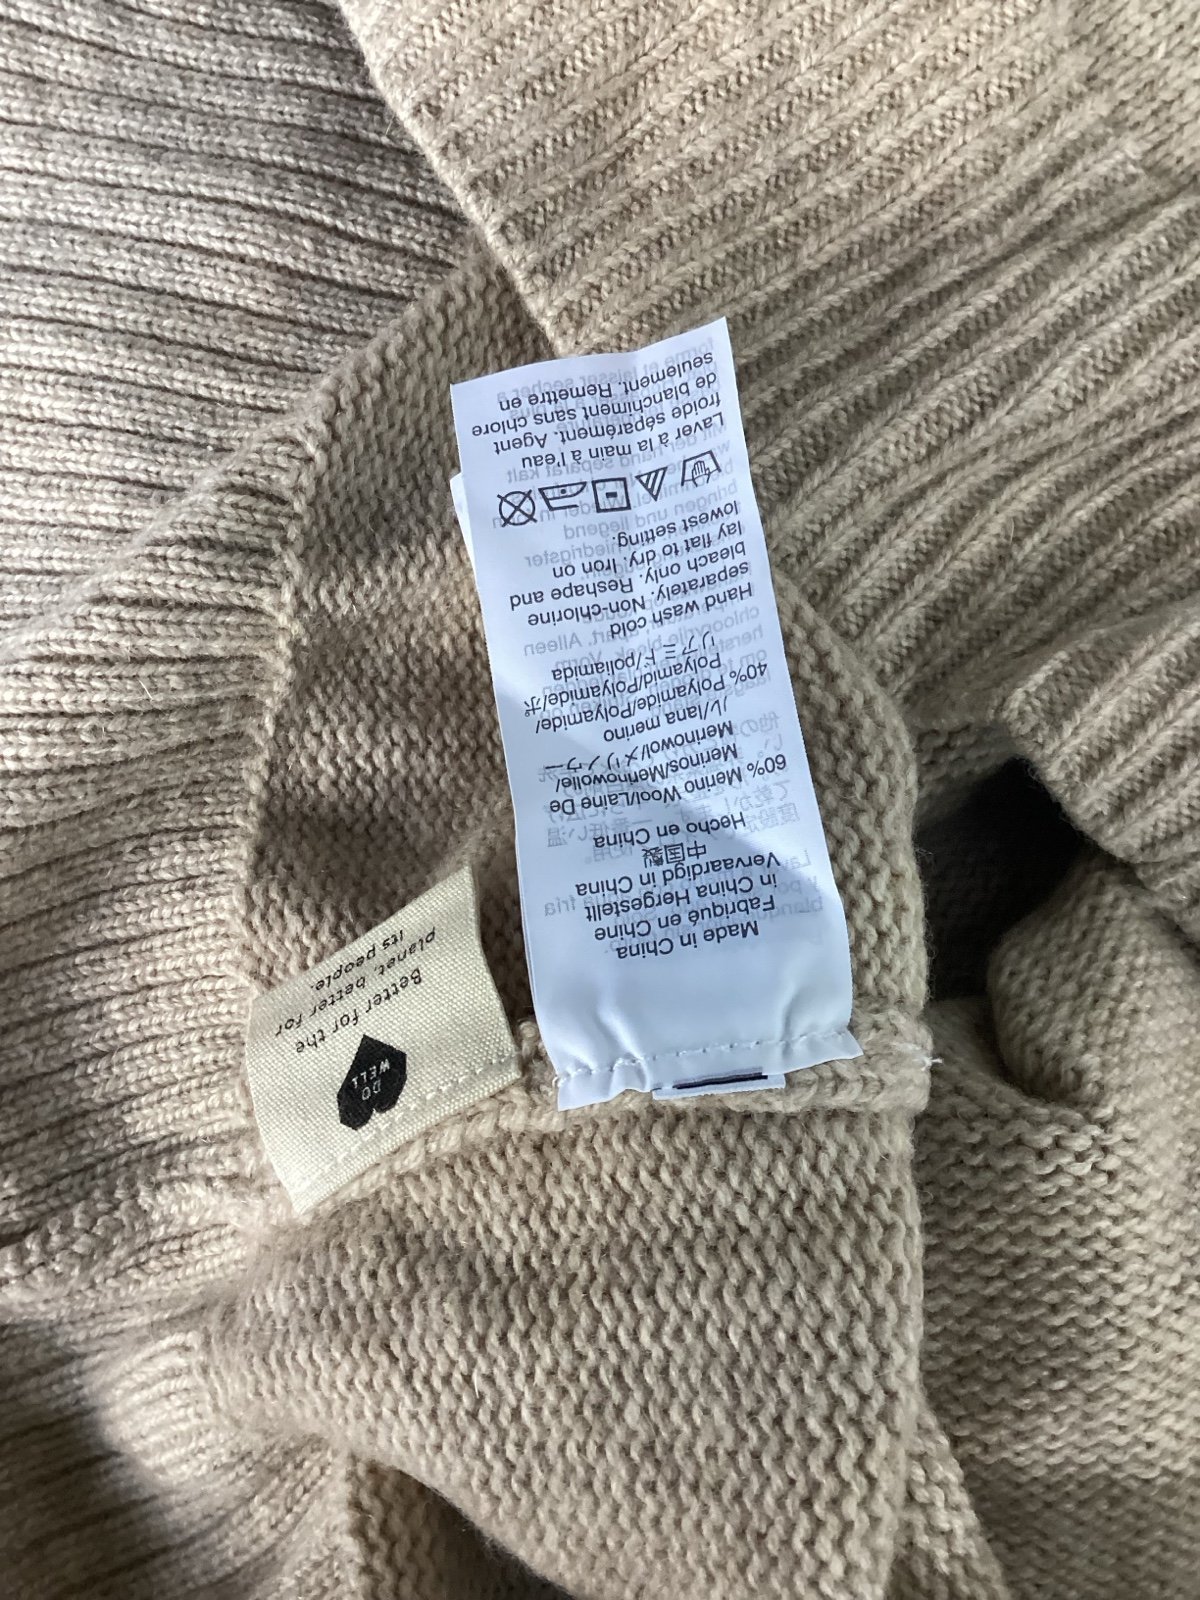 Made in China
Fabriqué en Chine
in China Hergestellt
Vervaardigd in China
中国製
Hecho en China
60% Merino Wool/Laine De
Merinos/Merinowolle/
Merinowol/メリノウー
ル/lana merino
40% Polyamide/Polyamide/
Polyamid/Polyamide/ポ
リアミド/poliamida
Hand wash cold
separately. Non-chlorine
bleach only. Reshape and
lay flat to dry. Iron on
lowest setting.
Laver à la main à l'eau
froide séparément. Agent
de blanchiment sans chlore
seulement. Remettre en
DO
WELL
Better for the
planet, better for
its people.